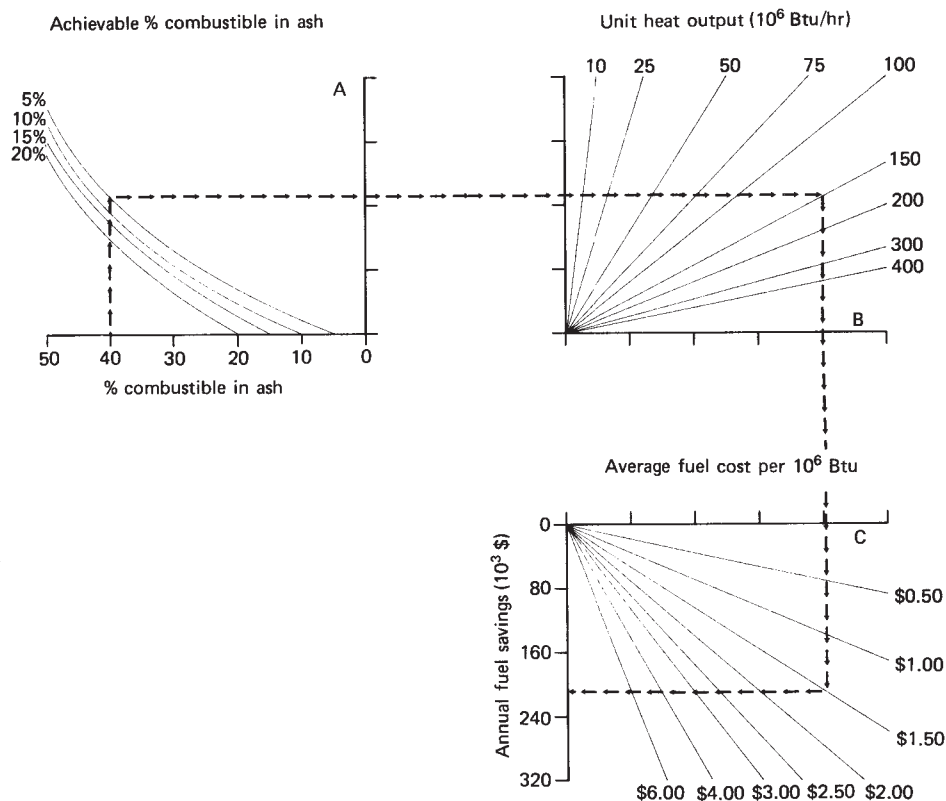 Achievable % combustible in ash
A
5%
10%
15%
20%
50 40 30 20 10 0
% combustible in ash
Unit heat output (10⁶ Btu/hr)
10 25 50 75 100
150
200
300
400
B
Average fuel cost per 10⁶ Btu
C
Annual fuel savings (10³ $)
0
80
160
240
320
$0.50
$1.00
$1.50
$6.00 $4.00 $3.00 $2.50 $2.00